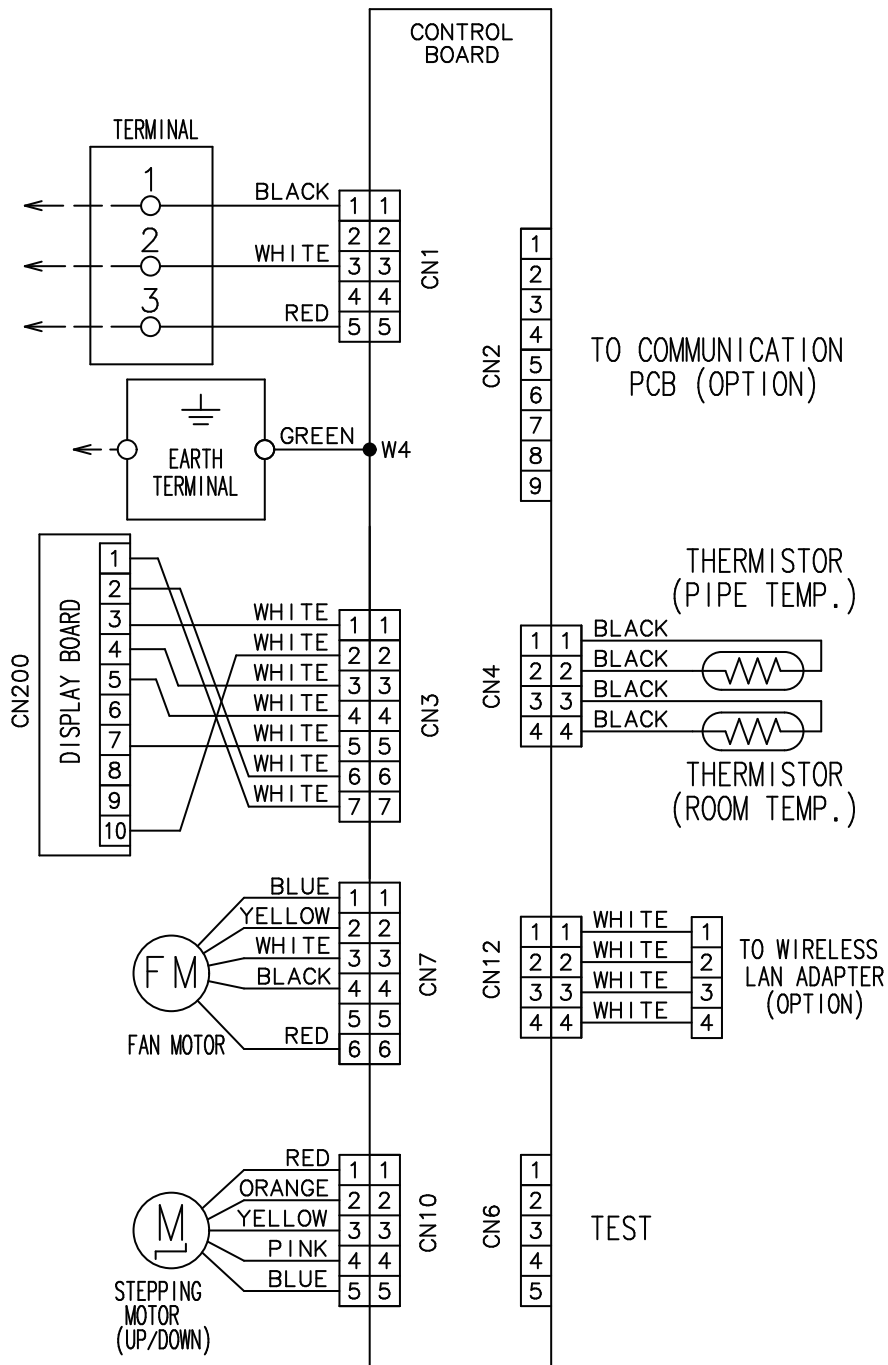 CONTROL
BOARD
TERMINAL
1
BLACK
1 1
2 2
2
WHITE
3 3
4 4
3
RED
5 5
CN1
1
2
3
4
5
6
7
8
9
CN2
TO COMMUNICATION
PCB (OPTION)
EARTH
TERMINAL
GREEN
W4
CN200
DISPLAY BOARD
1
2
3
4
5
6
7
8
9
10
WHITE 1 1
WHITE 2 2
WHITE 3 3
WHITE 4 4
WHITE 5 5
WHITE 6 6
WHITE 7 7
CN3
THERMISTOR
(PIPE TEMP.)
CN4
1 1 BLACK
2 2 BLACK
3 3 BLACK
4 4 BLACK
THERMISTOR
(ROOM TEMP.)
FM
FAN MOTOR
BLUE 1 1
YELLOW 2 2
WHITE 3 3
BLACK 4 4
5 5
RED 6 6
CN7
CN12
1 1 WHITE 1
2 2 WHITE 2
3 3 WHITE 3
4 4 WHITE 4
TO WIRELESS
LAN ADAPTER
(OPTION)
M
STEPPING
MOTOR
(UP/DOWN)
RED 1 1
ORANGE 2 2
YELLOW 3 3
PINK 4 4
BLUE 5 5
CN10
CN6
1
2
3
4
5
TEST